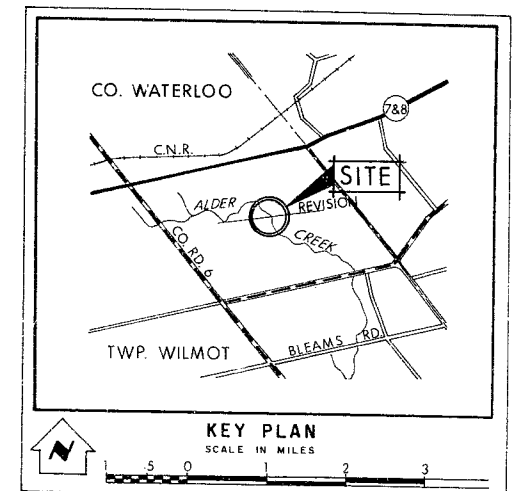 CO. WATERLOO
7&8
C.N.R.
SITE
ALDER
REVISION
CREEK
CO. RD. 6
TWP. WILMOT
BLEAMS RD.
N
KEY PLAN
SCALE IN MILES
1 .5 0 1 2 3